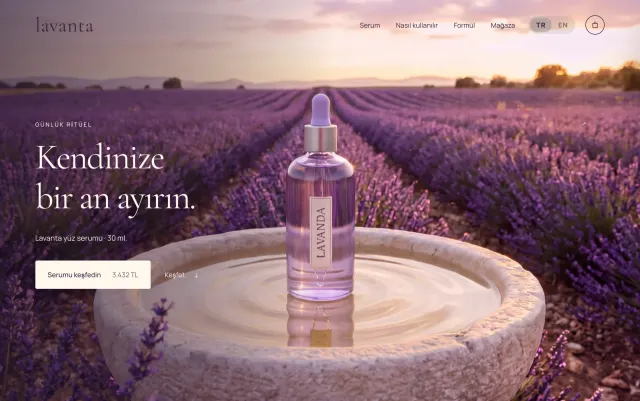 lavanta
Serum Nasıl kullanılır Formül Mağaza TR EN
GÜNLÜK RİTÜEL
Kendinize
bir an ayırın.
Lavanta yüz serumu · 30 ml.
Serumu keşfedin 3.432 TL
Keşfet ↓
LAVANDA